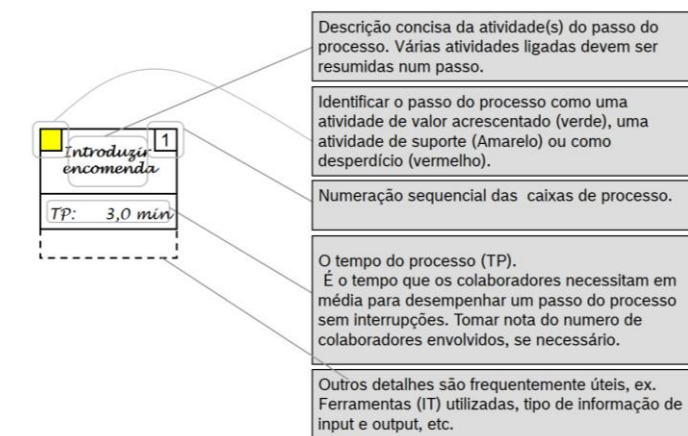 Descrição concisa da atividade(s) do passo do
processo. Várias atividades ligadas devem ser
resumidas num passo.
Identificar o passo do processo como uma
atividade de valor acrescentado (verde), uma
atividade de suporte (Amarelo) ou como
desperdício (vermelho).
1
Introduzir
encomenda
Numeração sequencial das caixas de processo.
TP: 3,0 min
O tempo do processo (TP).
É o tempo que os colaboradores necessitam em
média para desempenhar um passo do processo
sem interrupções. Tomar nota do numero de
colaboradores envolvidos, se necessário.
Outros detalhes são frequentemente úteis, ex.
Ferramentas (IT) utilizadas, tipo de informação de
input e output, etc.